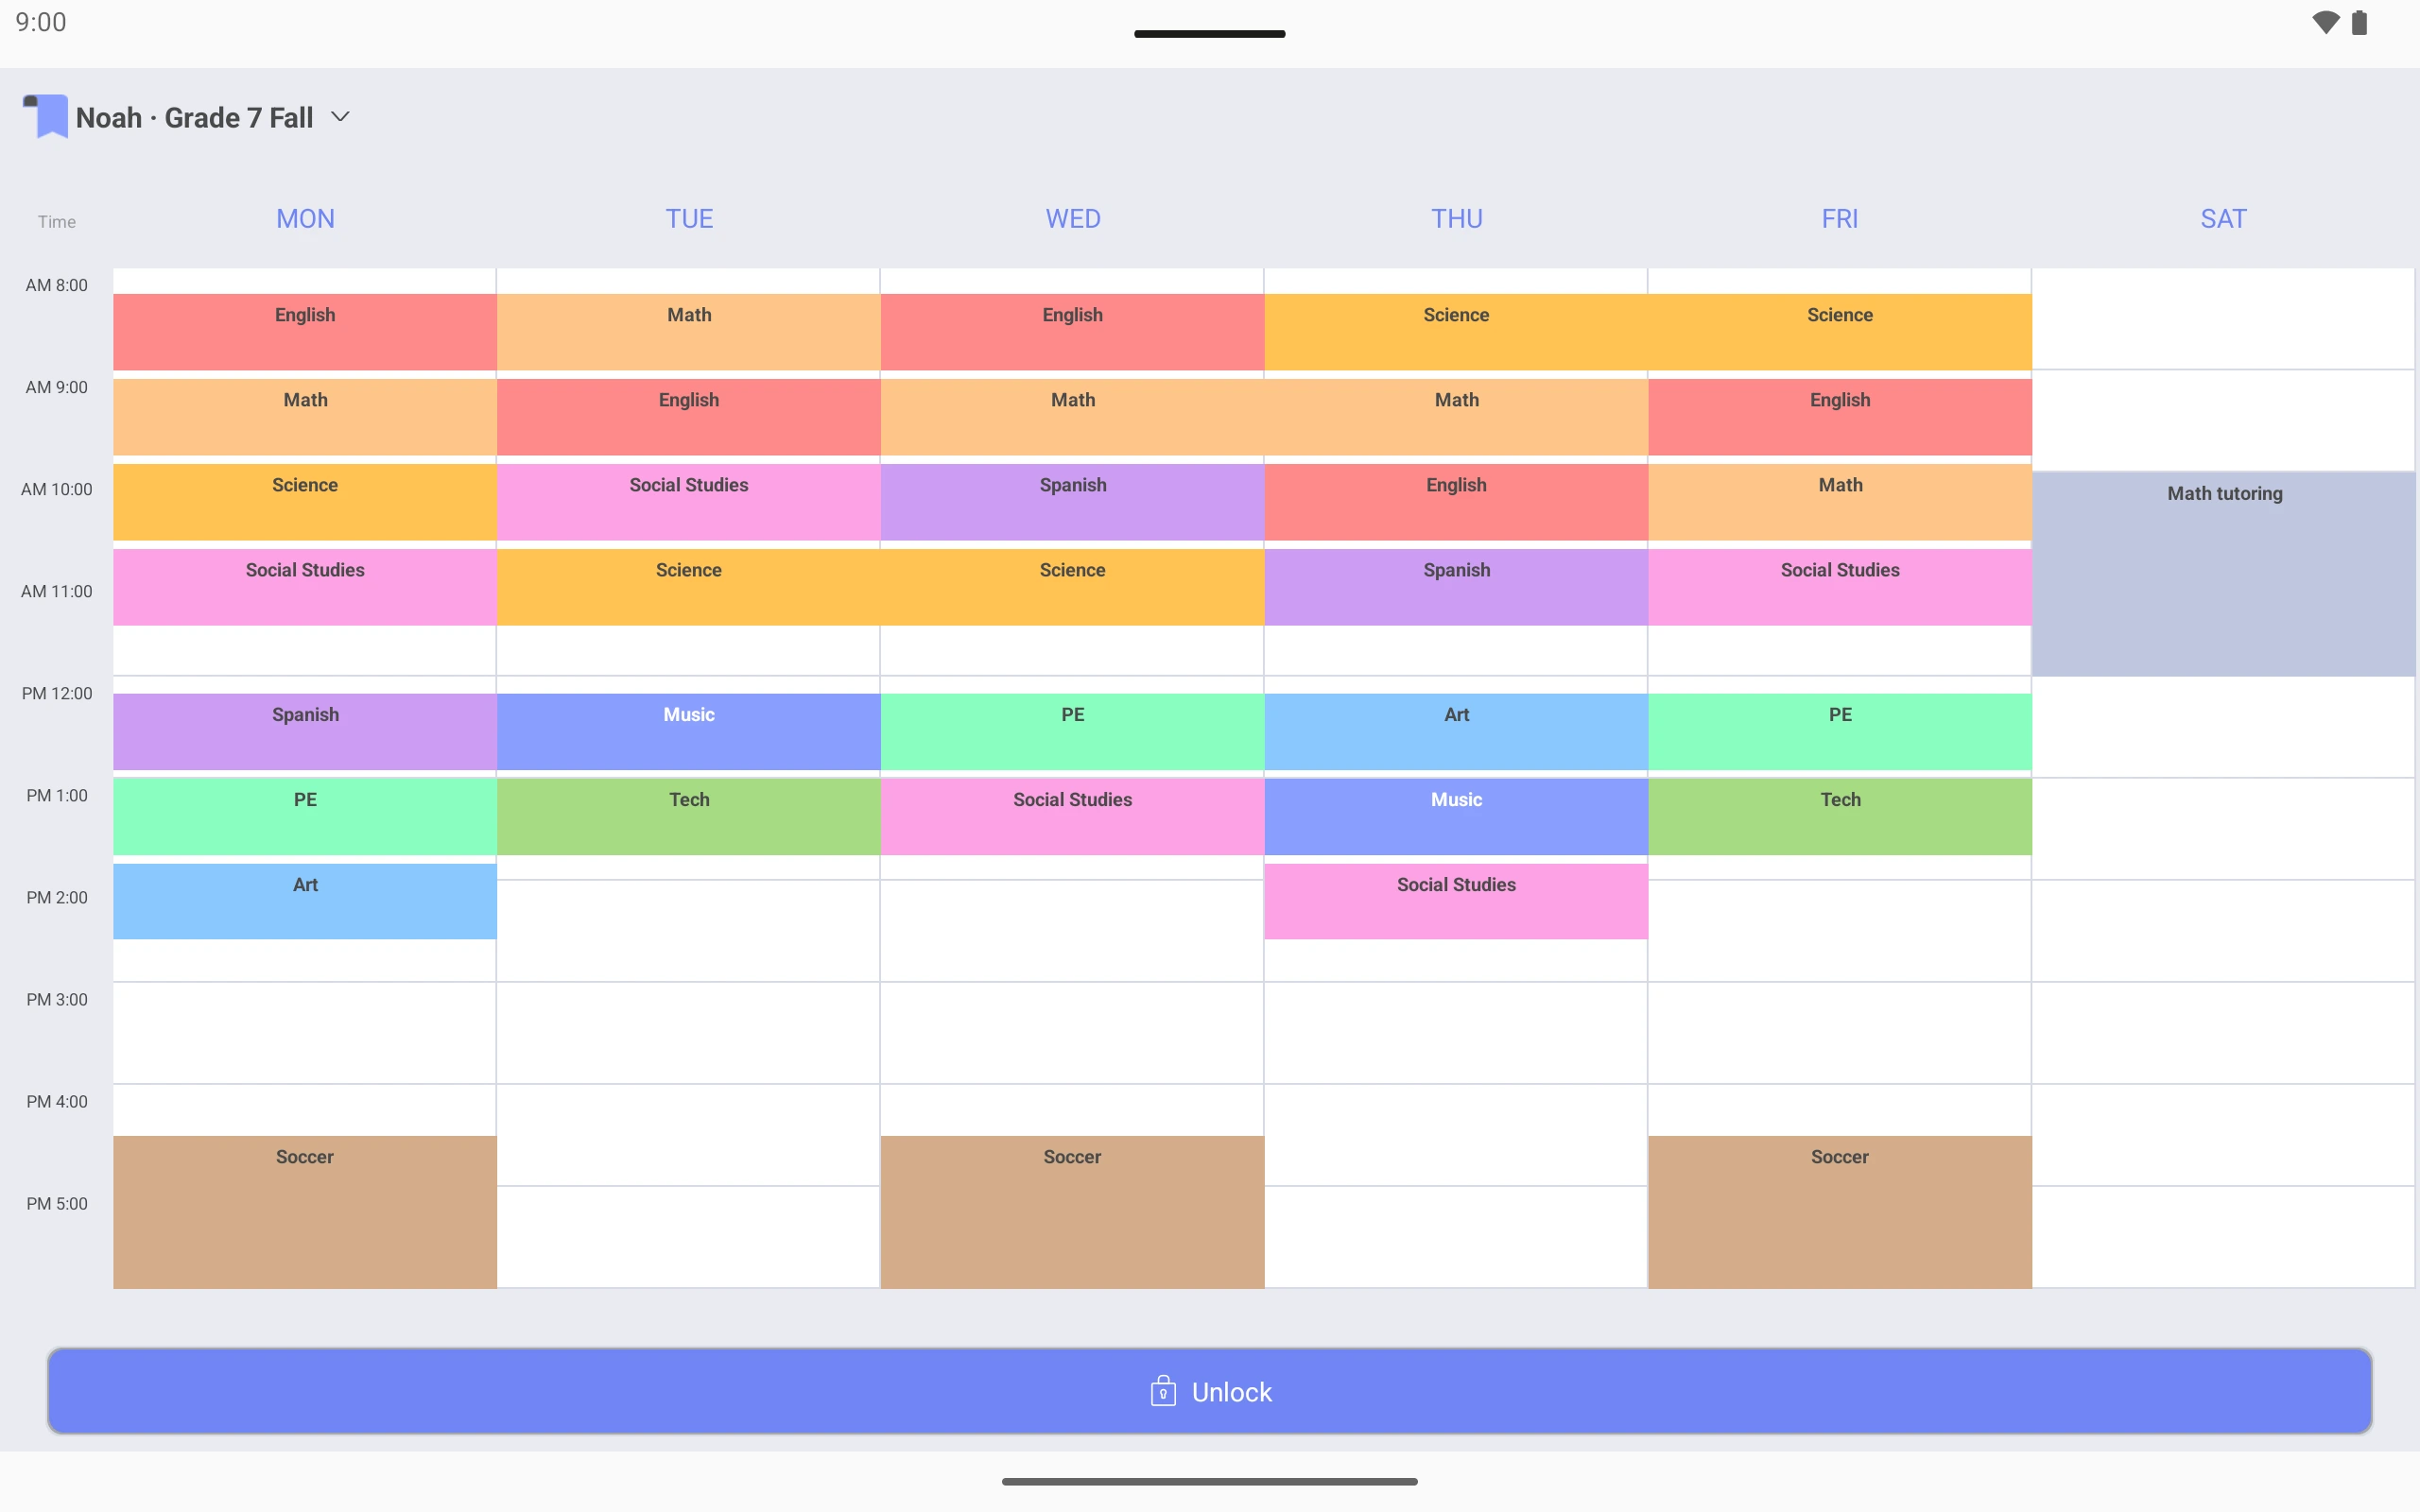 9:00
Noah · Grade 7 Fall
Time MON TUE WED THU FRI SAT
AM 8:00
English Math English Science Science
AM 9:00
Math English Math Math English
AM 10:00
Science Social Studies Spanish English Math Math tutoring
Social Studies Science Science Spanish Social Studies
AM 11:00
PM 12:00
Spanish Music PE Art PE
PM 1:00
PE Tech Social Studies Music Tech
Art Social Studies
PM 2:00
PM 3:00
PM 4:00
Soccer Soccer Soccer
PM 5:00
Unlock